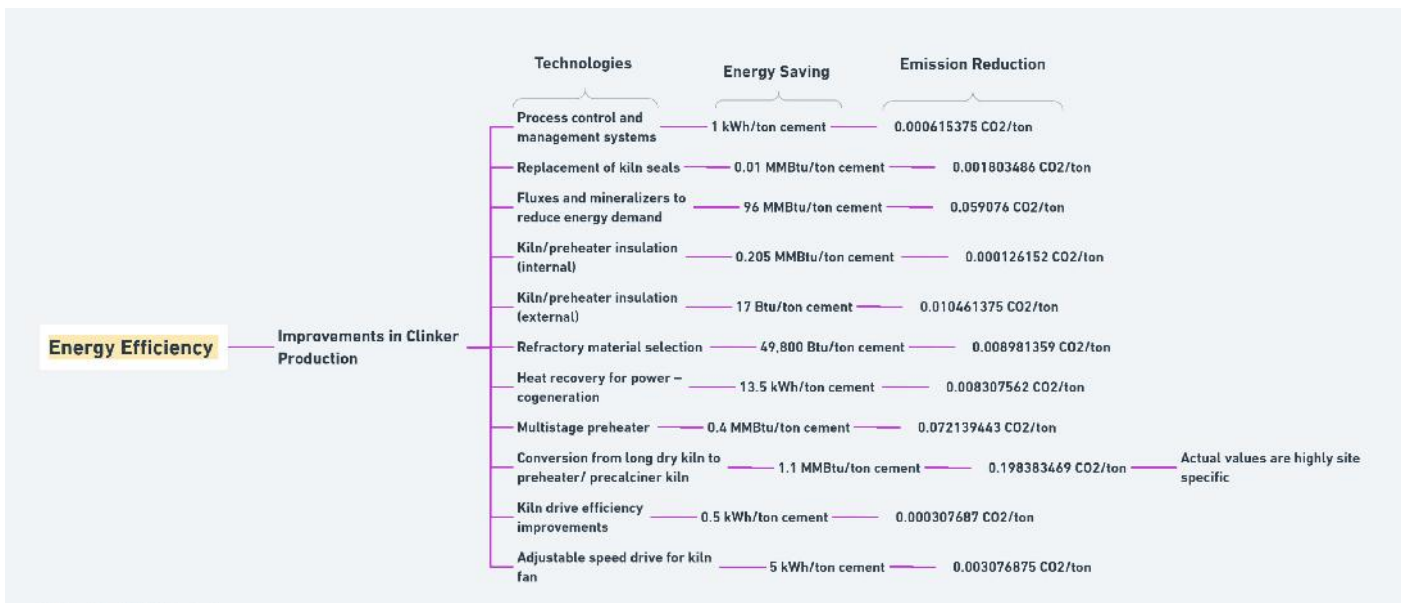 Technologies
Energy Saving
Emission Reduction
Process control and
management systems
1 kWh/ton cement
0.000615375 CO2/ton
Replacement of kiln seals
0.01 MMBtu/ton cement
0.001803486 CO2/ton
Fluxes and mineralizers to
reduce energy demand
96 MMBtu/ton cement
0.059076 CO2/ton
Kiln/preheater insulation
(internal)
0.205 MMBtu/ton cement
0.000126152 CO2/ton
Kiln/preheater insulation
(external)
17 Btu/ton cement
0.010461375 CO2/ton
Energy Efficiency
Improvements in Clinker
Production
Refractory material selection
49,800 Btu/ton cement
0.008981359 CO2/ton
Heat recovery for power –
cogeneration
13.5 kWh/ton cement
0.008307562 CO2/ton
Multistage preheater
0.4 MMBtu/ton cement
0.072139443 CO2/ton
Conversion from long dry kiln to
preheater/ precalciner kiln
1.1 MMBtu/ton cement
0.198383469 CO2/ton
Actual values are highly site
specific
Kiln drive efficiency
improvements
0.5 kWh/ton cement
0.000307687 CO2/ton
Adjustable speed drive for kiln
fan
5 kWh/ton cement
0.003076875 CO2/ton